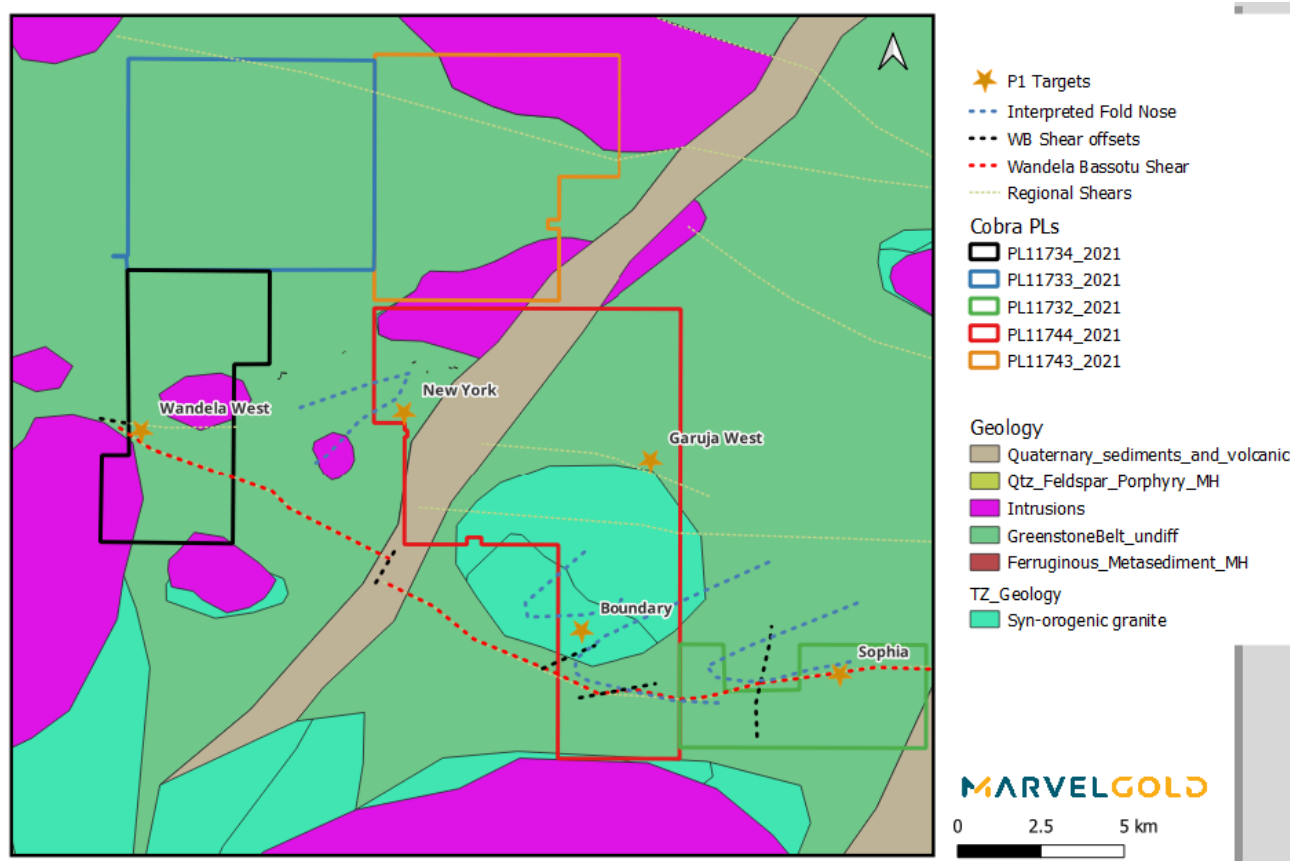 P1 Targets
Interpreted Fold Nose
WB Shear offsets
Wandela Bassotu Shear
Regional Shears
Cobra PLs
PL11734_2021
PL11733_2021
PL11732_2021
PL11744_2021
PL11743_2021
Geology
Quaternary_sediments_and_volcanic
Qtz_Feldspar_Porphyry_MH
Intrusions
GreenstoneBelt_undiff
Ferruginous_Metasediment_MH
TZ_Geology
Syn-orogenic granite
New York
Wandela West
Garuja West
Boundary
Sophia
MARVELGOLD
0 2.5 5 km